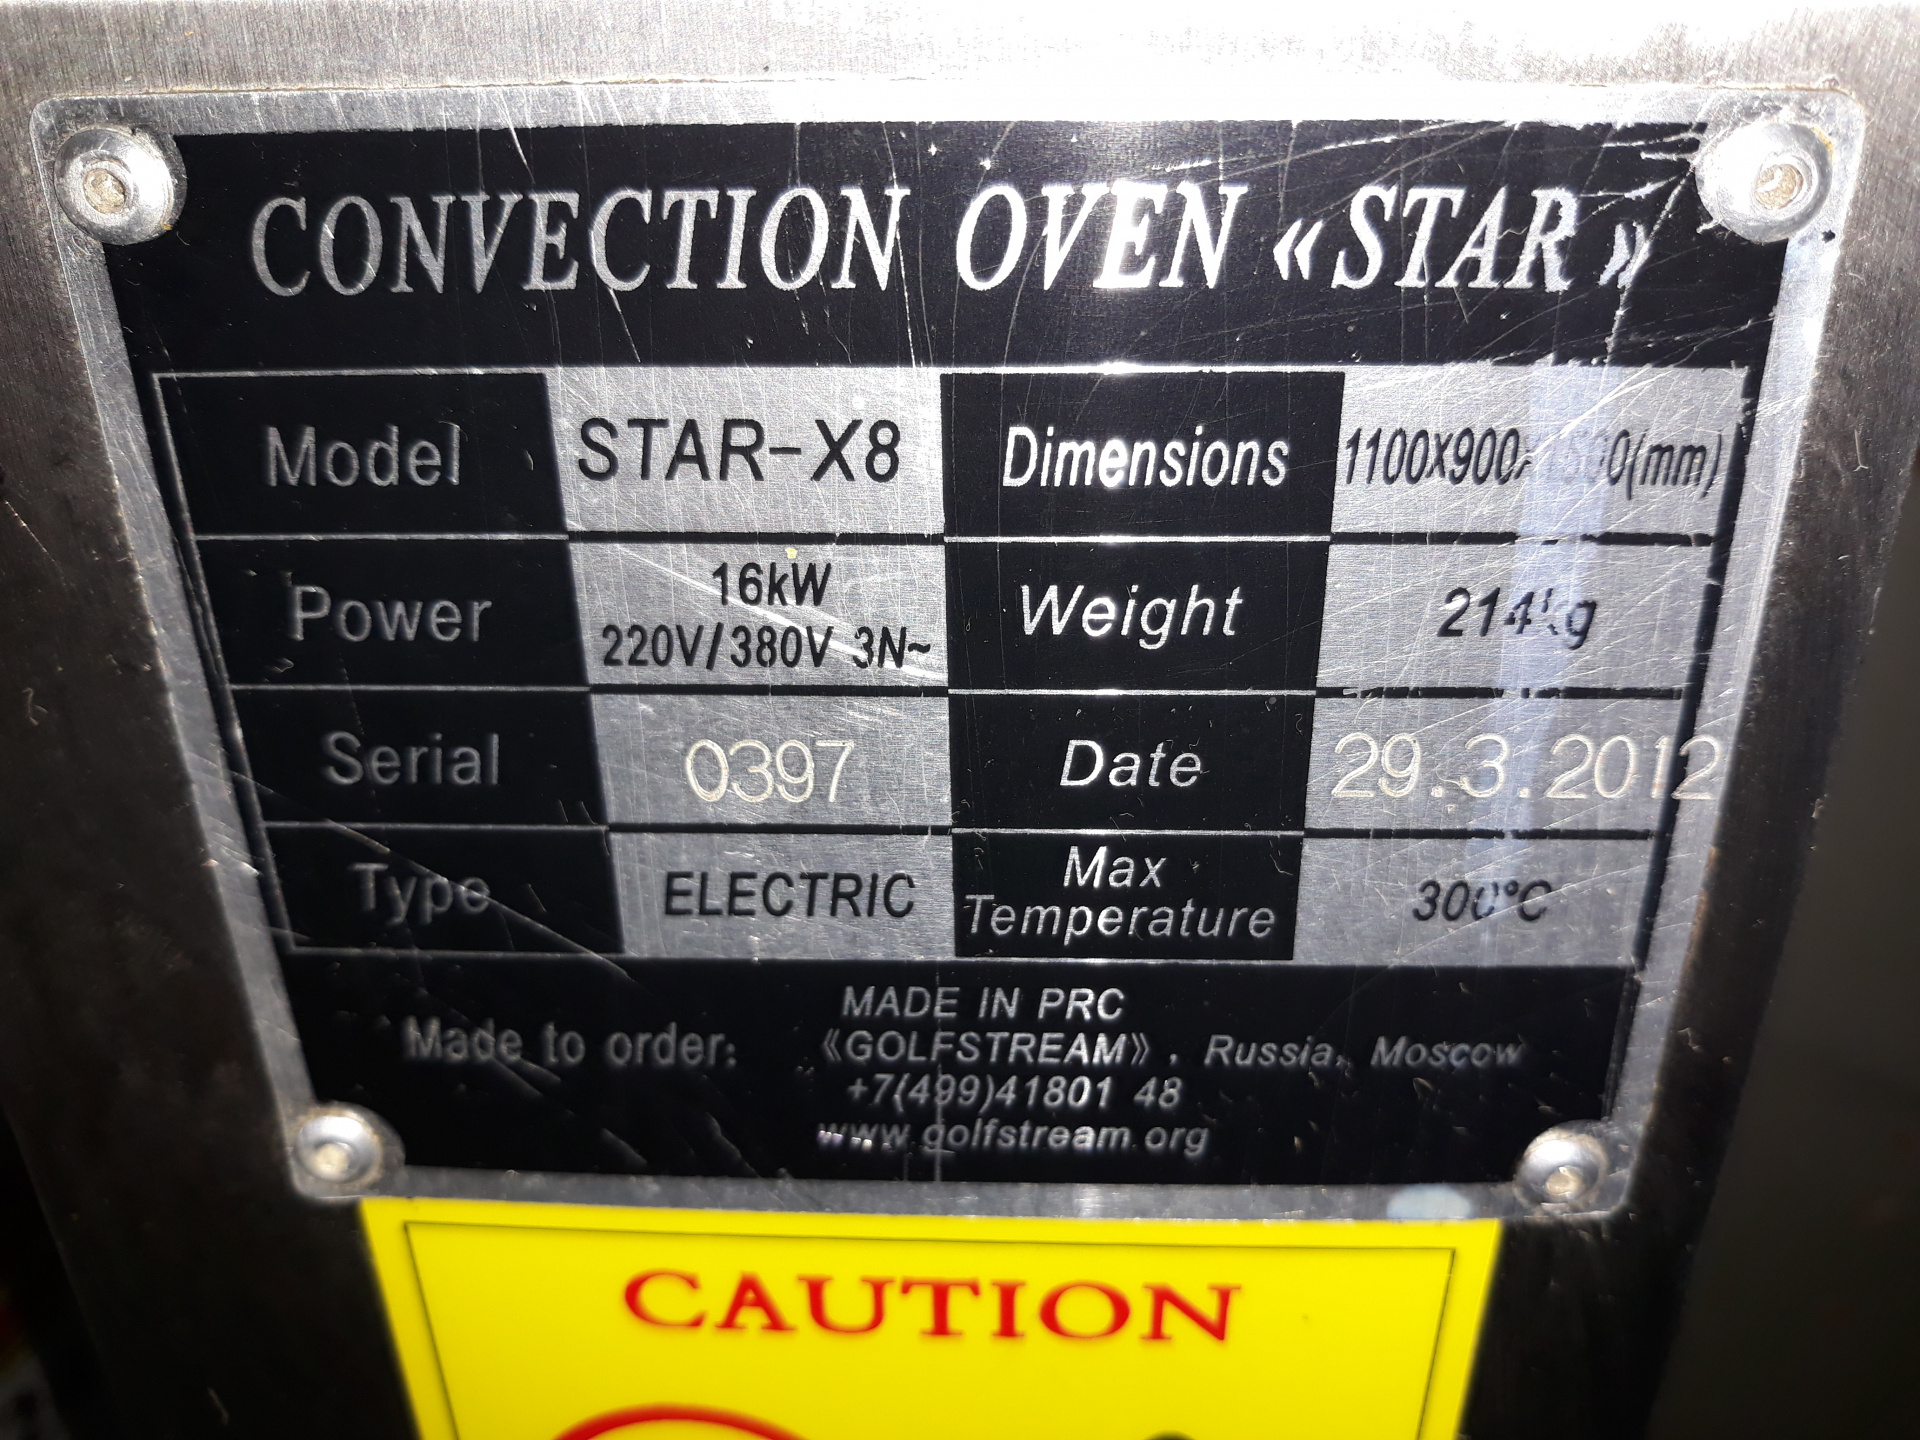 CONVECTION OVEN «STAR»
Model STAR-X8 Dimensions
Power 16kW 220V/380V 3N~ Weight 214kg
Serial 0397 Date 29.3.2012
Type ELECTRIC Max Temperature 300°C
MADE IN PRC
Made to order: 《GOLFSTREAM》, Russia, Moscow
+7(499)41801 48
www.golfstream.org
CAUTION